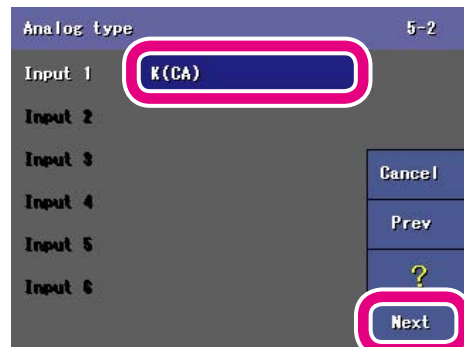 Analog type 5-2
Input 1 K(CA)
Input 2
Input 3
Input 4
Input 5
Input 6
Cancel
Prev
?
Next